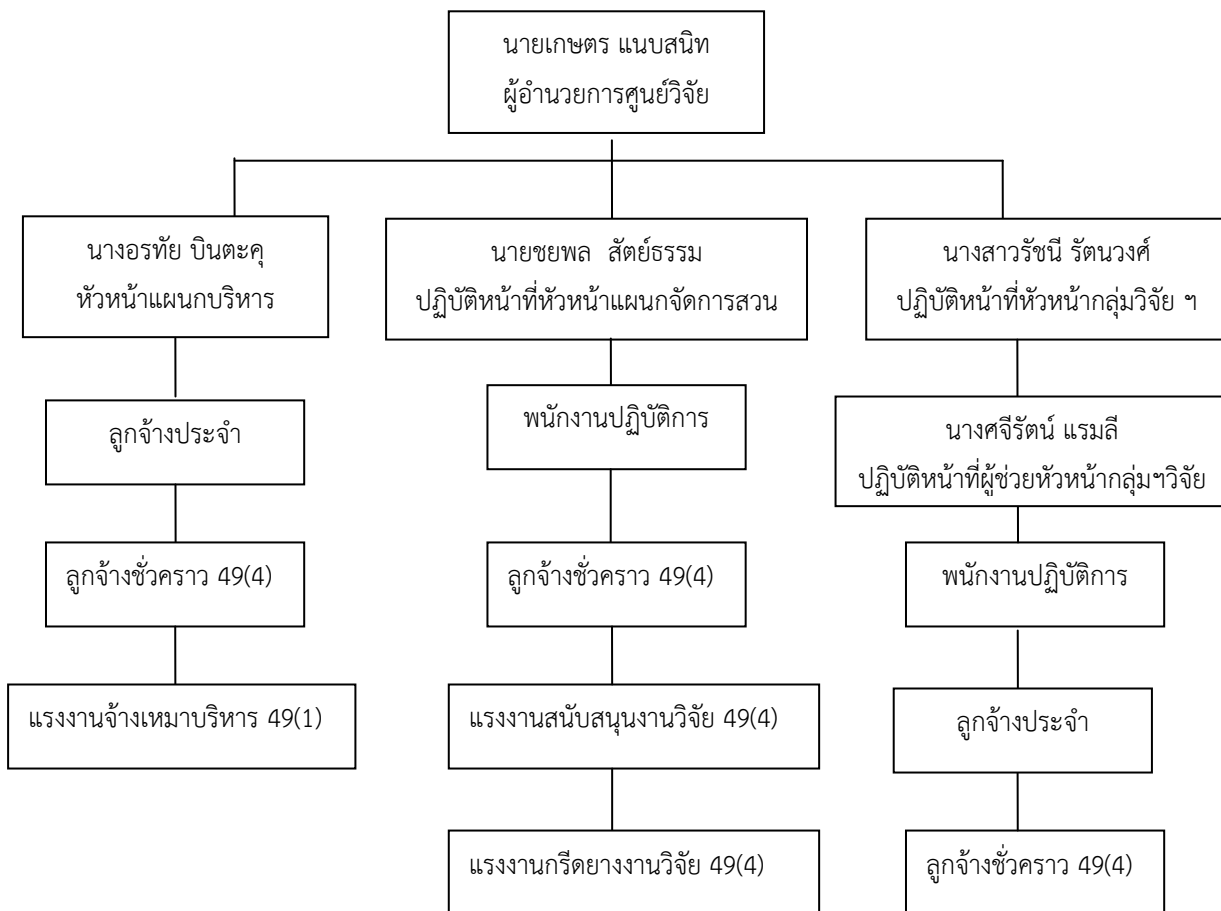 นายเกษตร แนบสนิท
ผู้อำนวยการศูนย์วิจัย
นางอรทัย บินตะคุ
หัวหน้าแผนกบริหาร
ลูกจ้างประจำ
ลูกจ้างชั่วคราว 49(4)
แรงงานจ้างเหมาบริหาร 49(1)
นายชยพล สัตย์ธรรม
ปฏิบัติหน้าที่หัวหน้าแผนกจัดการสวน
พนักงานปฏิบัติการ
ลูกจ้างชั่วคราว 49(4)
แรงงานสนับสนุนงานวิจัย 49(4)
แรงงานกรีดยางงานวิจัย 49(4)
นางสาวรัชนี รัตนวงศ์
ปฏิบัติหน้าที่หัวหน้ากลุ่มวิจัย ฯ
นางศจีรัตน์ แรมลี
ปฏิบัติหน้าที่ผู้ช่วยหัวหน้ากลุ่มฯวิจัย
พนักงานปฏิบัติการ
ลูกจ้างประจำ
ลูกจ้างชั่วคราว 49(4)